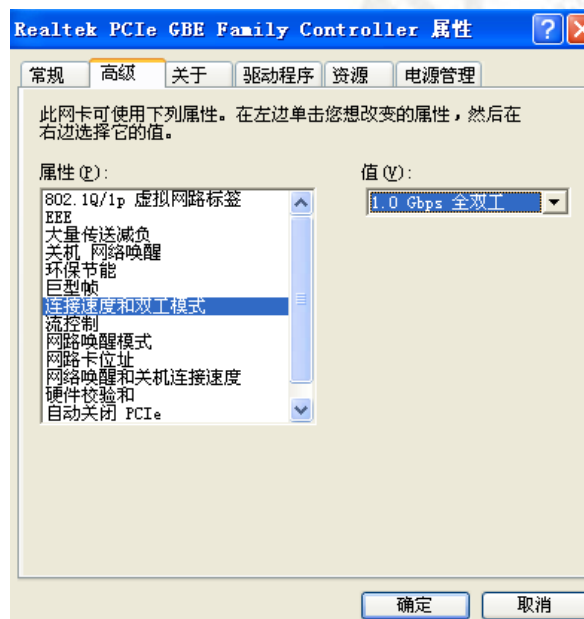 Realtek PCIe GBE Family Controller 属性
常规 高级 关于 驱动程序 资源 电源管理
此网卡可使用下列属性。在左边单击您想改变的属性，然后在
右边选择它的值。
属性(P): 值(V):
802.1Q/1p 虚拟网路标签 1.0 Gbps 全双工
EEE
大量传送减负
关机 网络唤醒
环保节能
巨型帧
连接速度和双工模式
流控制
网路唤醒模式
网路卡位址
网络唤醒和关机连接速度
硬件校验和
自动关闭 PCIe
确定 取消